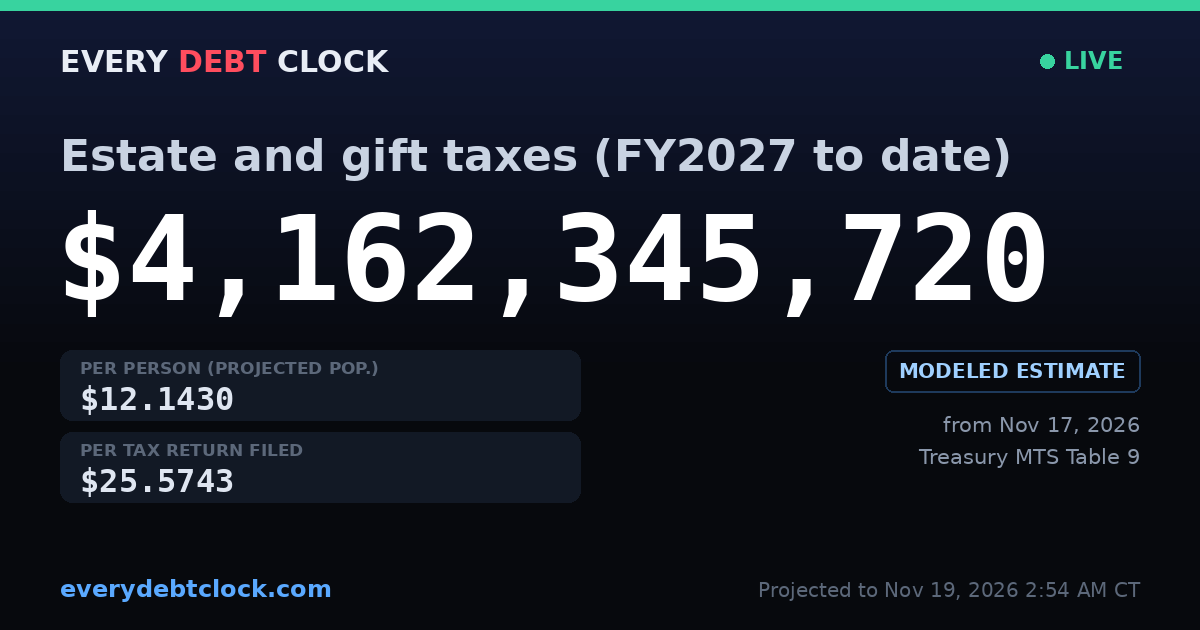 EVERY DEBT CLOCK
LIVE
Estate and gift taxes (FY2027 to date)
$4,162,345,720
PER PERSON (PROJECTED POP.)
$12.1430
PER TAX RETURN FILED
$25.5743
MODELED ESTIMATE
from Nov 17, 2026
Treasury MTS Table 9
everydebtclock.com
Projected to Nov 19, 2026 2:54 AM CT